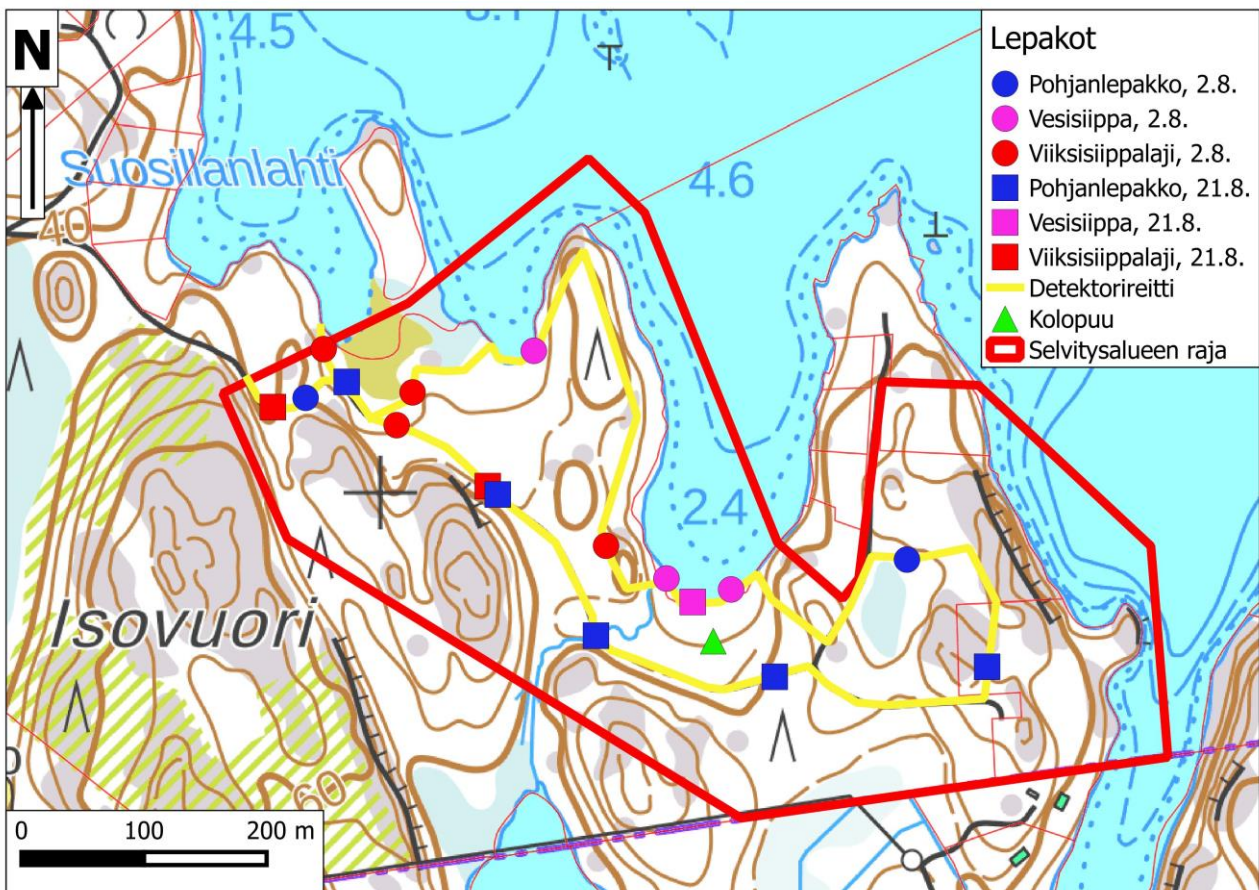 N
4.5
Suosillanlahti
40
4.6
2.4
Isovuori
60
0 100 200 m
Lepakot
Pohjanlepakko, 2.8.
Vesisiippa, 2.8.
Viiksisiippalaji, 2.8.
Pohjanlepakko, 21.8.
Vesisiippa, 21.8.
Viiksisiippalaji, 21.8.
Detektorireitti
Kolopuu
Selvitysalueen raja